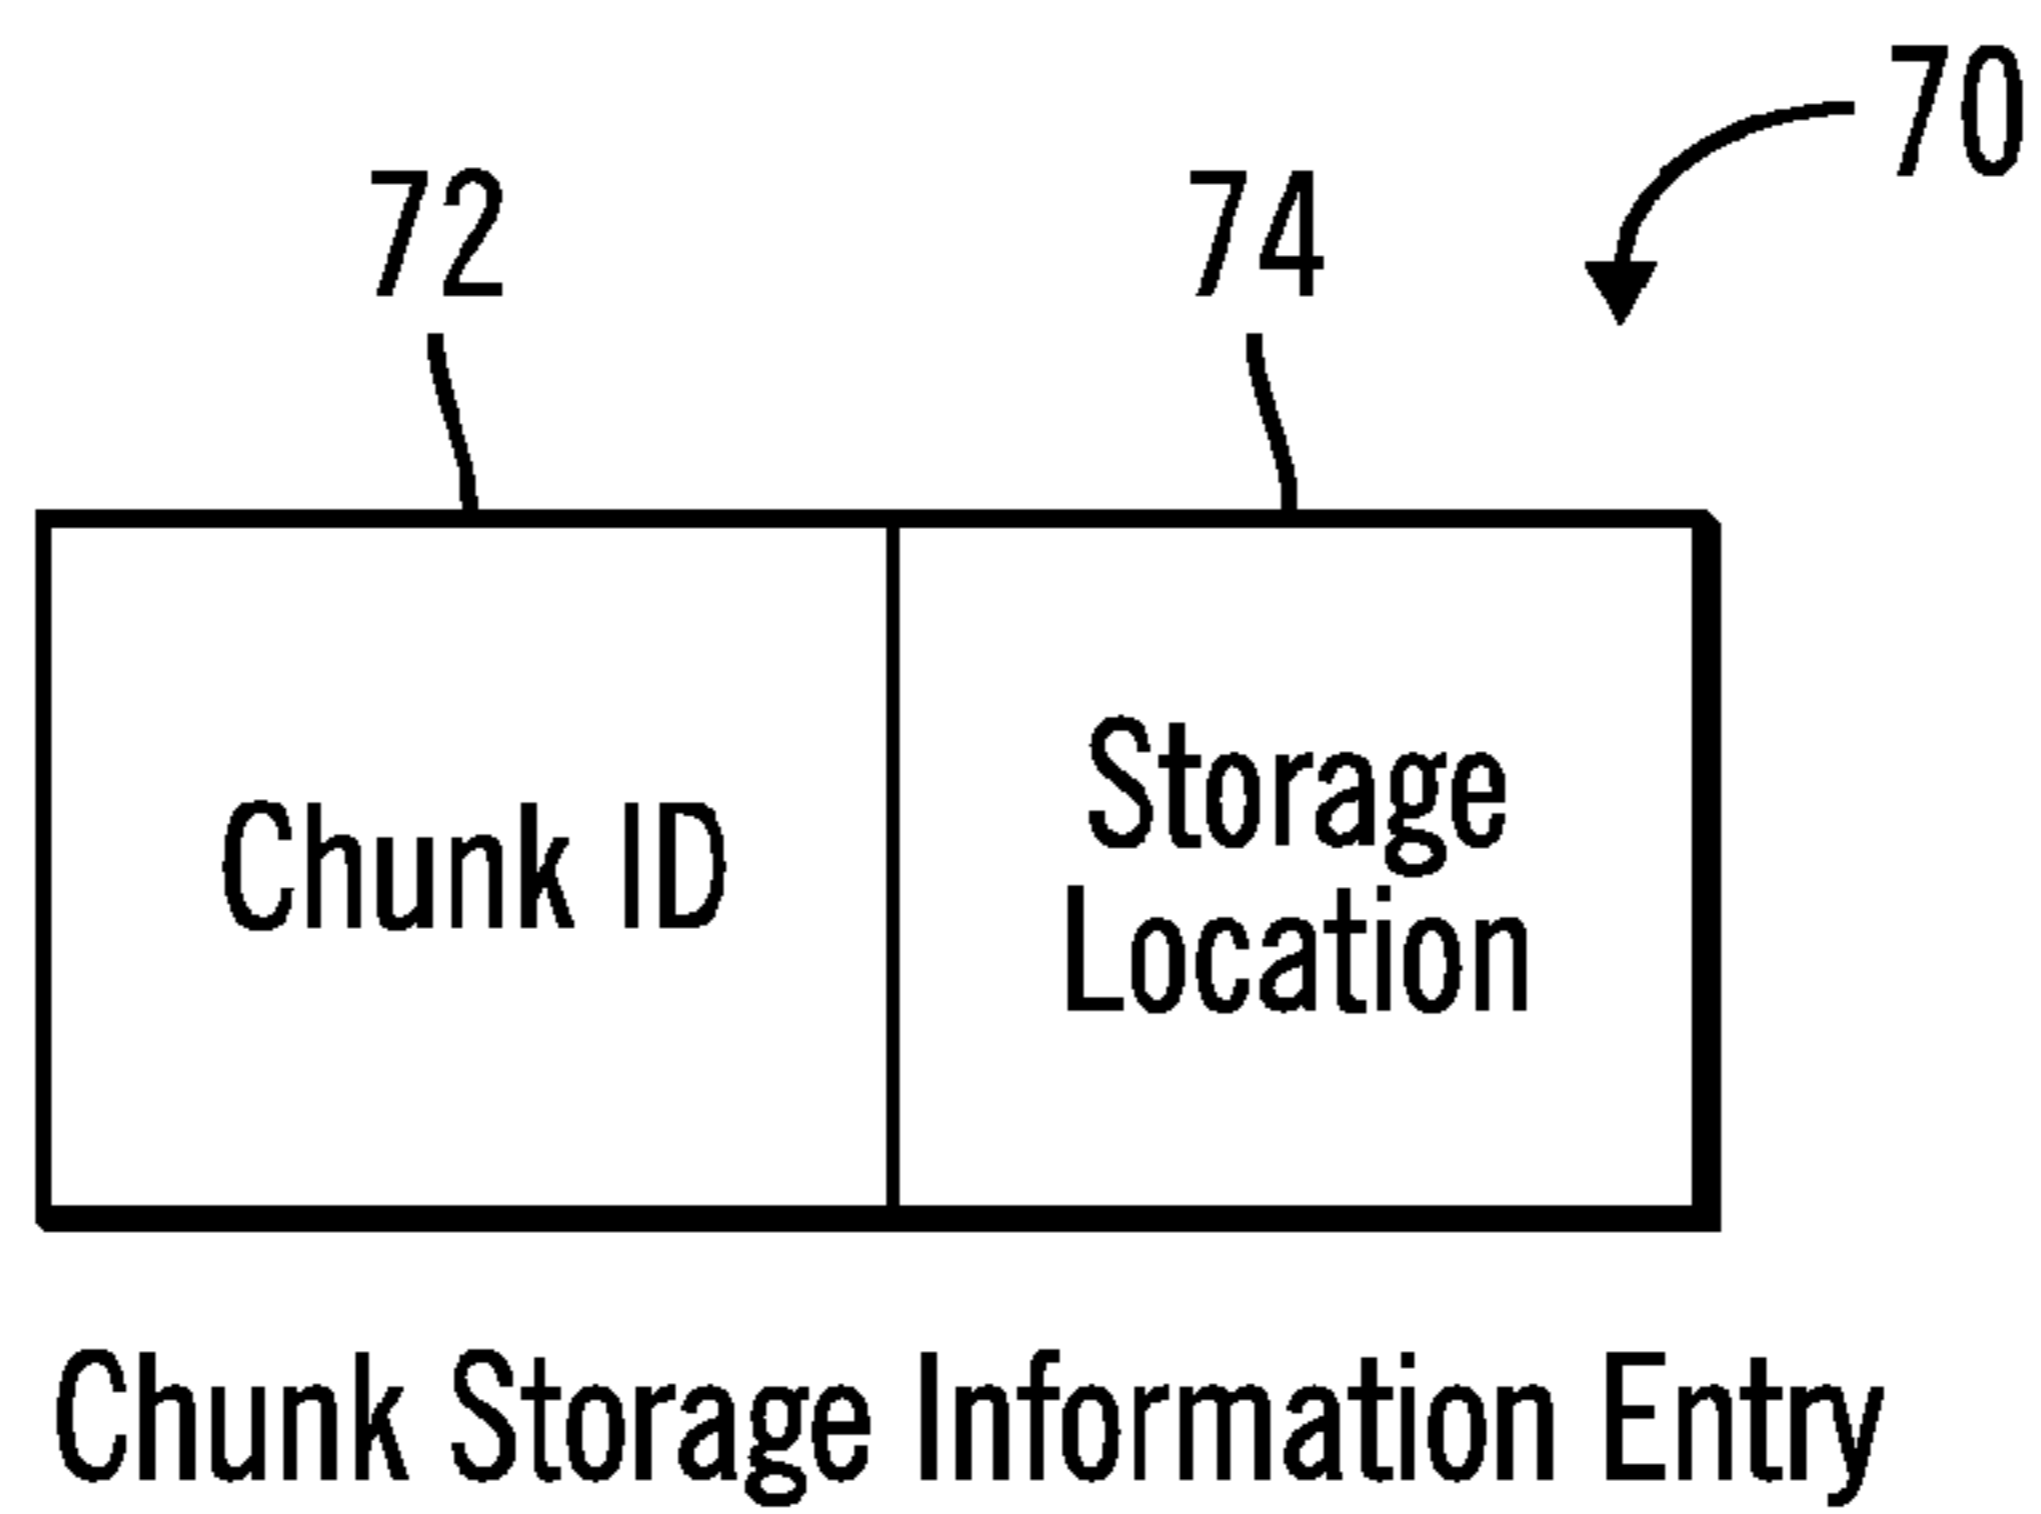 70
72
74
Chunk ID
Storage
Location
Chunk Storage Information Entry